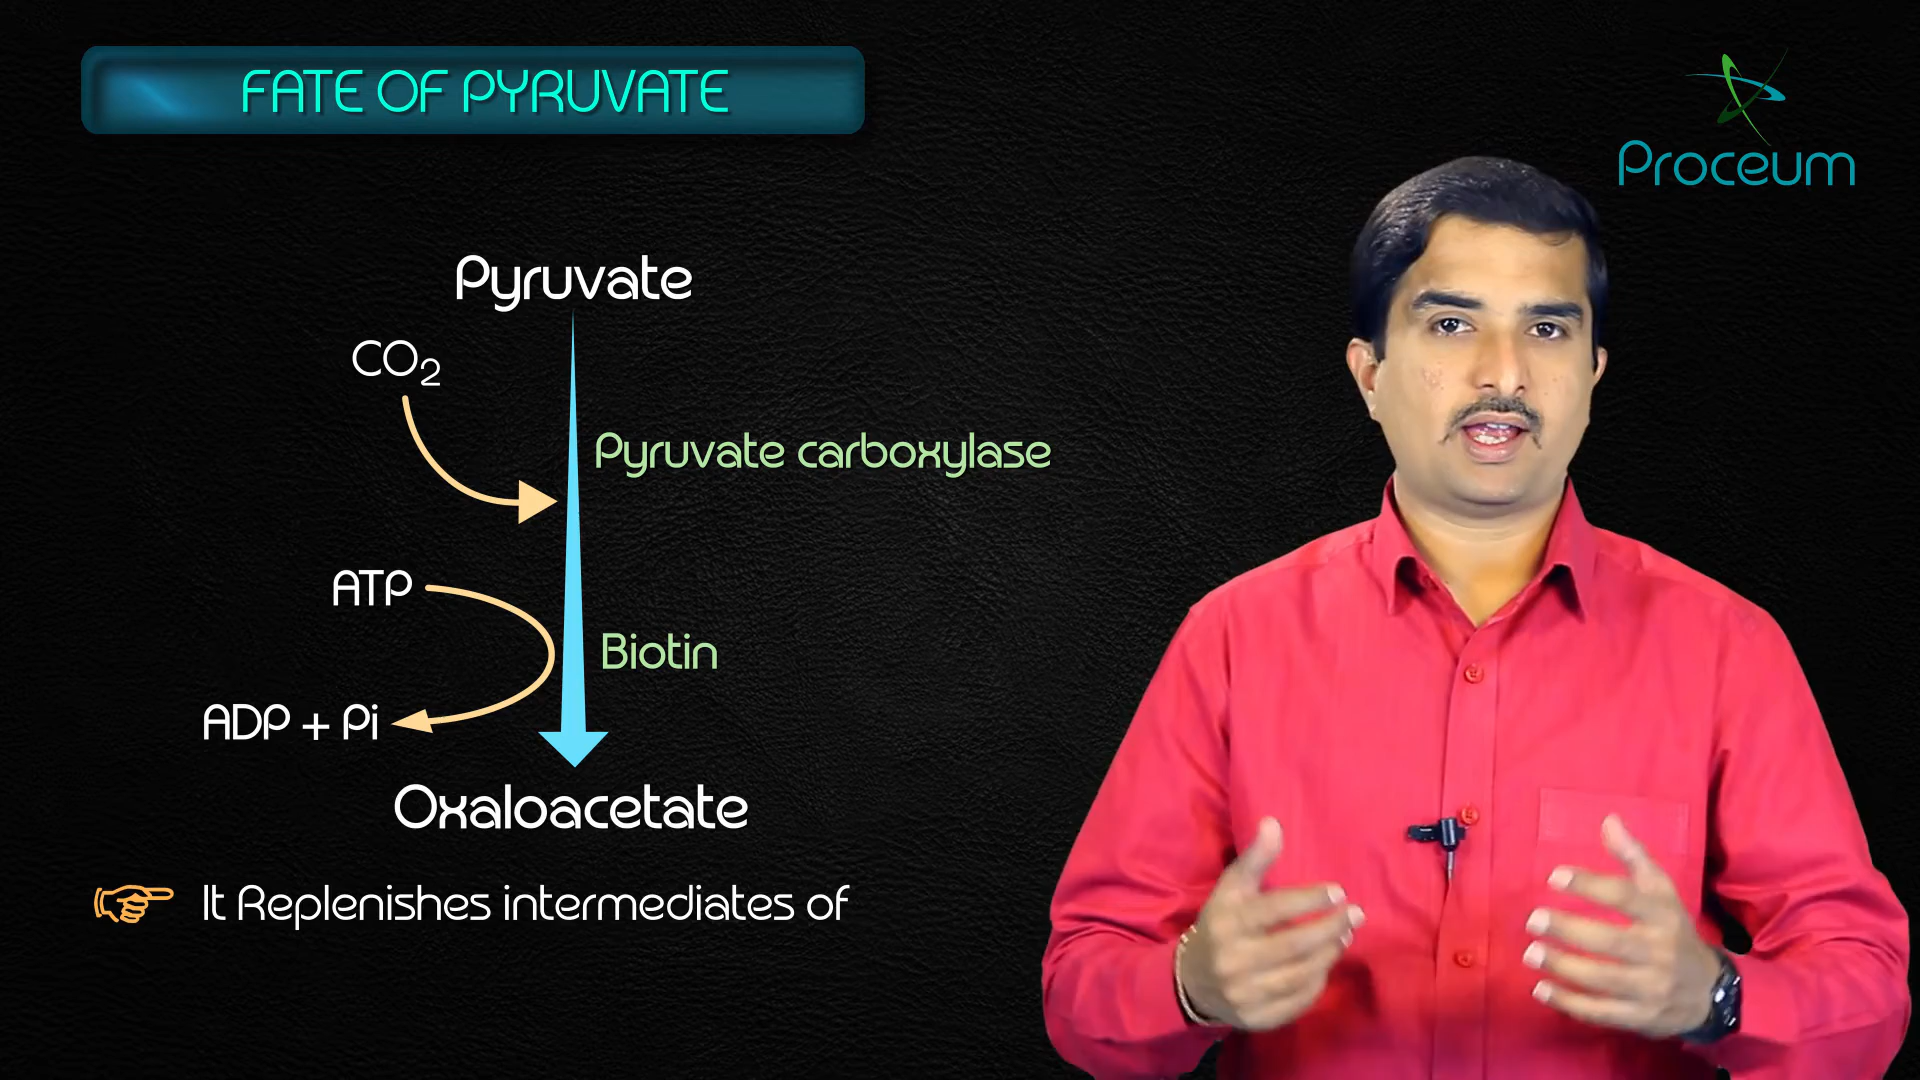 FATE OF PYRUVATE
Proceum
Pyruvate
CO₂
Pyruvate carboxylase
ATP
Biotin
ADP + Pi
Oxaloacetate
It Replenishes intermediates of